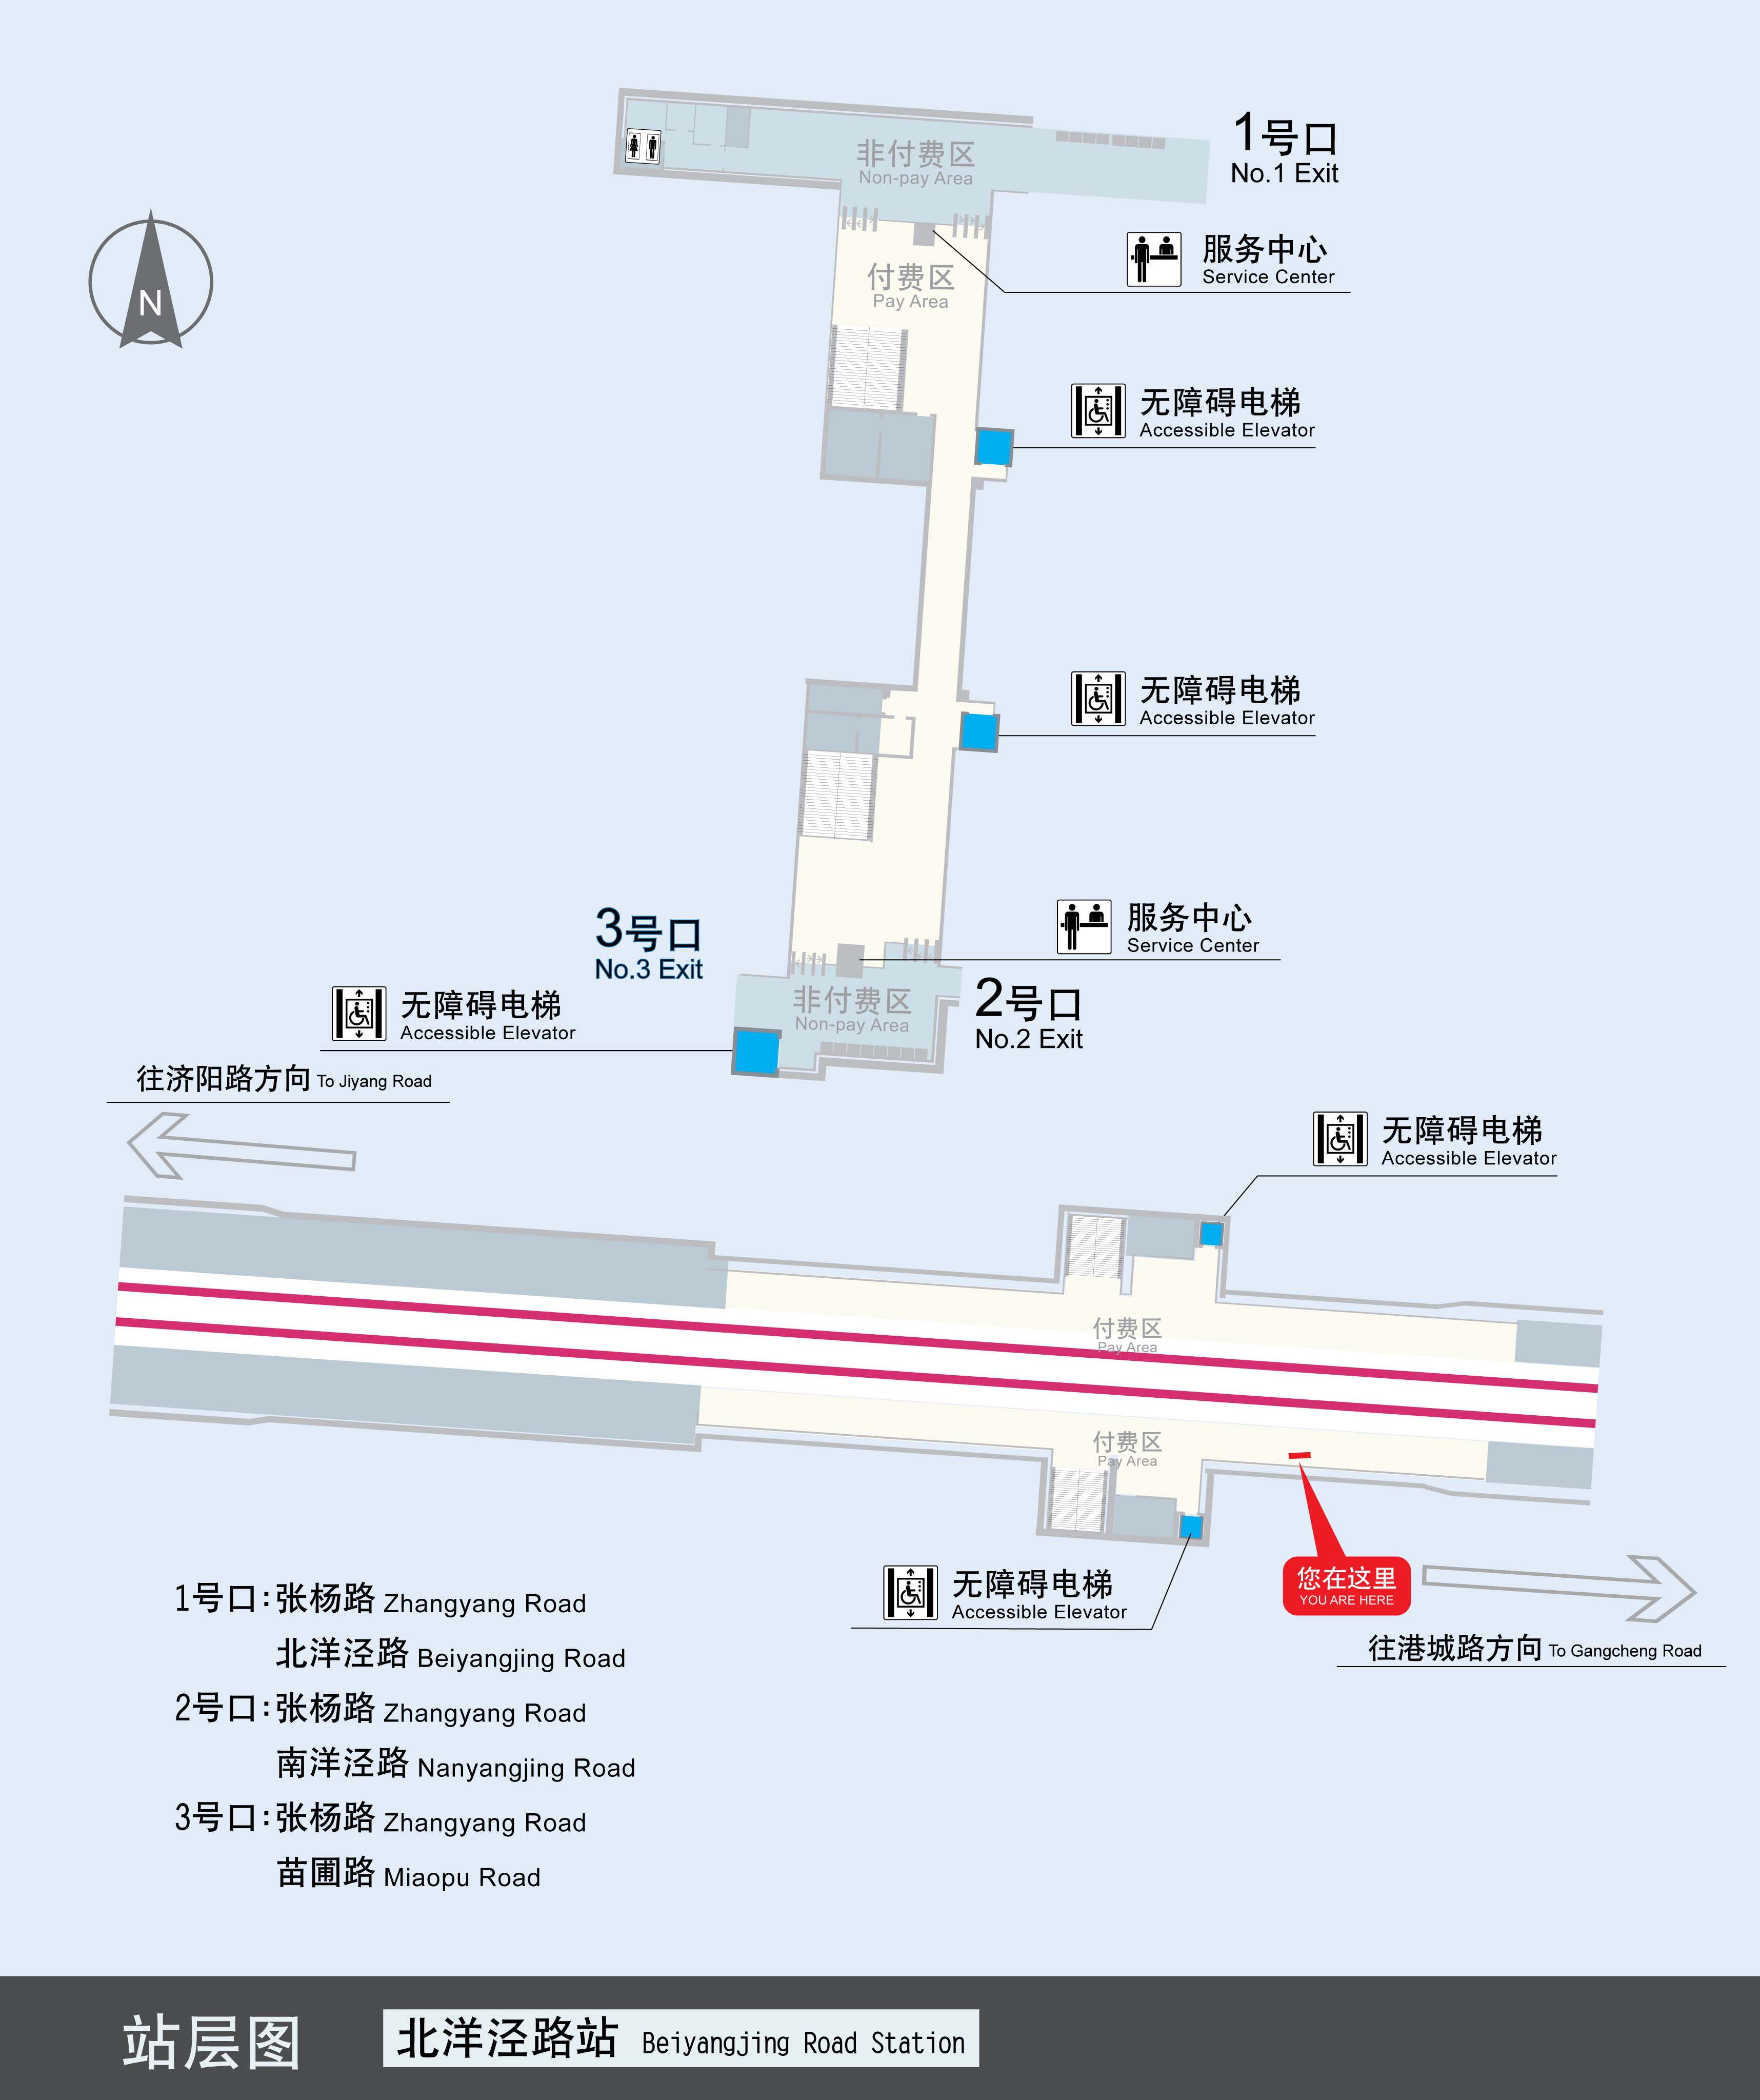 1号口
No.1 Exit
非付费区
Non-pay Area
服务中心
Service Center
付费区
Pay Area
N
无障碍电梯
Accessible Elevator
无障碍电梯
Accessible Elevator
3号口
No.3 Exit
服务中心
Service Center
无障碍电梯
Accessible Elevator
非付费区
Non-pay Area
2号口
No.2 Exit
往济阳路方向 To Jiyang Road
无障碍电梯
Accessible Elevator
付费区
Pay Area
付费区
Pay Area
无障碍电梯
Accessible Elevator
您在这里
YOU ARE HERE
往港城路方向 To Gangcheng Road
1号口:张杨路 Zhangyang Road
北洋泾路 Beiyangjing Road
2号口:张杨路 Zhangyang Road
南洋泾路 Nanyangjing Road
3号口:张杨路 Zhangyang Road
苗圃路 Miaopu Road
站层图
北洋泾路站 Beiyangjing Road Station